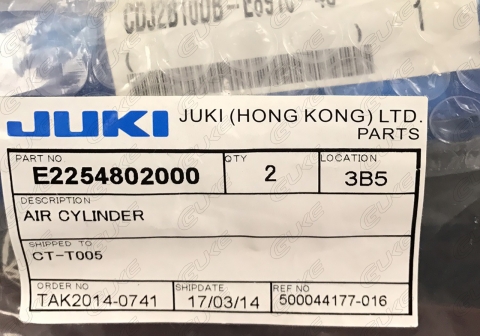 1
JUKI JUKI (HONG KONG) LTD.
PARTS
PART NO QTY LOCATION
E2254802000 2 3B5
DESCRIPTION
AIR CYLINDER
SHIPPED TO
CT-T005
ORDER NO SHIPDATE REF NO
TAK2014-0741 17/03/14 500044177-016